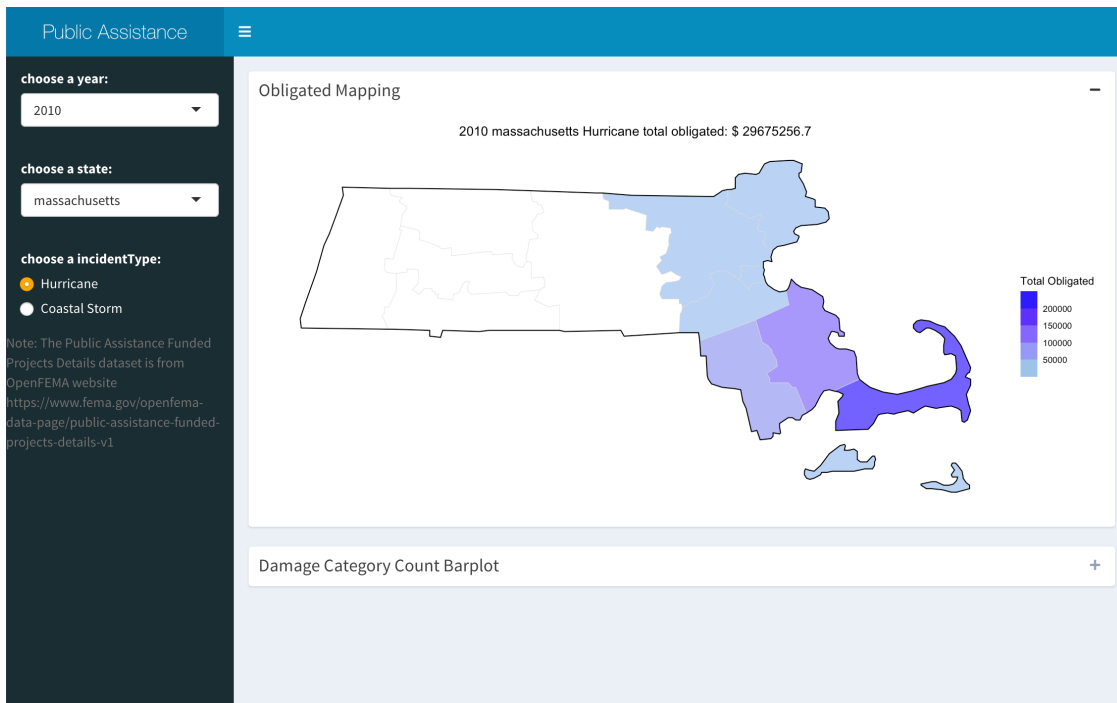 Public Assistance
choose a year:
2010
choose a state:
massachusetts
choose a incidentType:
Hurricane
Coastal Storm
Note: The Public Assistance Funded
Projects Details dataset is from
OpenFEMA website
https://www.fema.gov/openfema-
data-page/public-assistance-funded-
projects-details-v1
Obligated Mapping
2010 massachusetts Hurricane total obligated: $ 29675256.7
Total Obligated
200000
150000
100000
50000
Damage Category Count Barplot